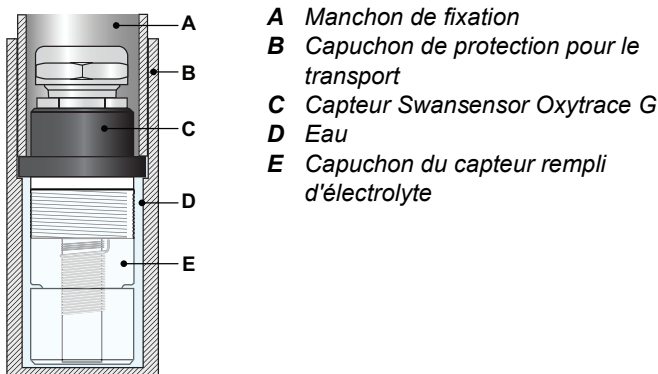 A
B
C
D
E
A Manchon de fixation
B Capuchon de protection pour le
transport
C Capteur Swansensor Oxytrace G
D Eau
E Capuchon du capteur rempli
d'électrolyte